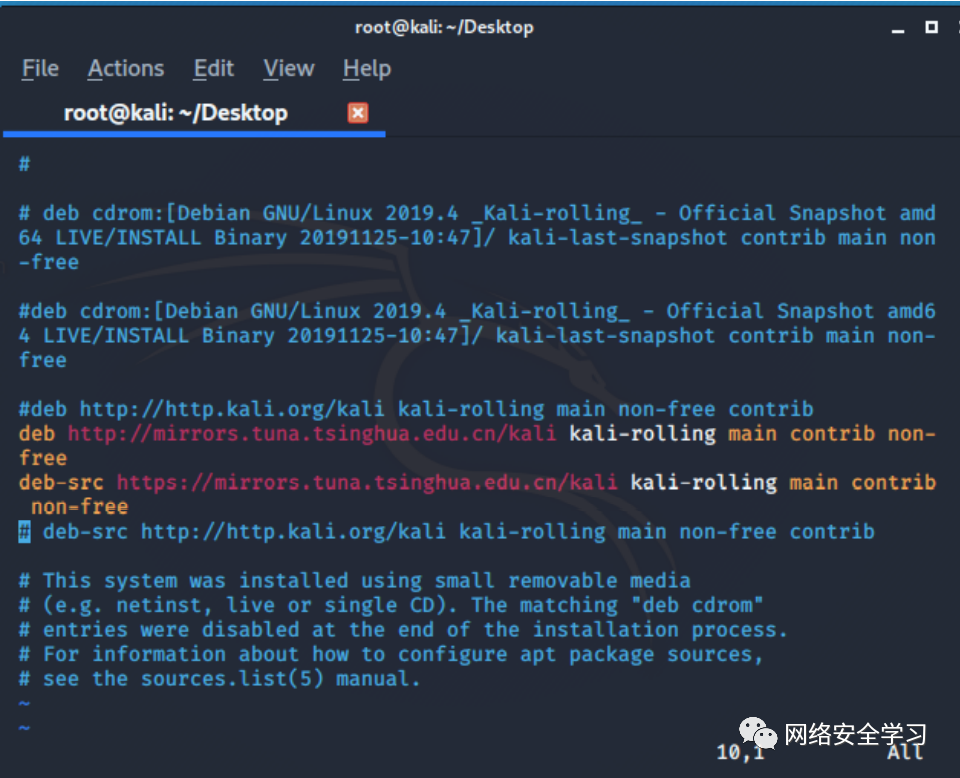 root@kali: ~/Desktop
File Actions Edit View Help
root@kali: ~/Desktop
#
# deb cdrom:[Debian GNU/Linux 2019.4 _Kali-rolling_ - Official Snapshot amd
64 LIVE/INSTALL Binary 20191125-10:47]/ kali-last-snapshot contrib main non
-free
#deb cdrom:[Debian GNU/Linux 2019.4 _Kali-rolling_ - Official Snapshot amd6
4 LIVE/INSTALL Binary 20191125-10:47]/ kali-last-snapshot contrib main non-
free
#deb http://http.kali.org/kali kali-rolling main non-free contrib
deb http://mirrors.tuna.tsinghua.edu.cn/kali kali-rolling main contrib non-
free
deb-src https://mirrors.tuna.tsinghua.edu.cn/kali kali-rolling main contrib
 non-free
# deb-src http://http.kali.org/kali kali-rolling main non-free contrib
# This system was installed using small removable media
# (e.g. netinst, live or single CD). The matching "deb cdrom"
# entries were disabled at the end of the installation process.
# For information about how to configure apt package sources,
# see the sources.list(5) manual.
~
~
网络安全学习
10,1 All